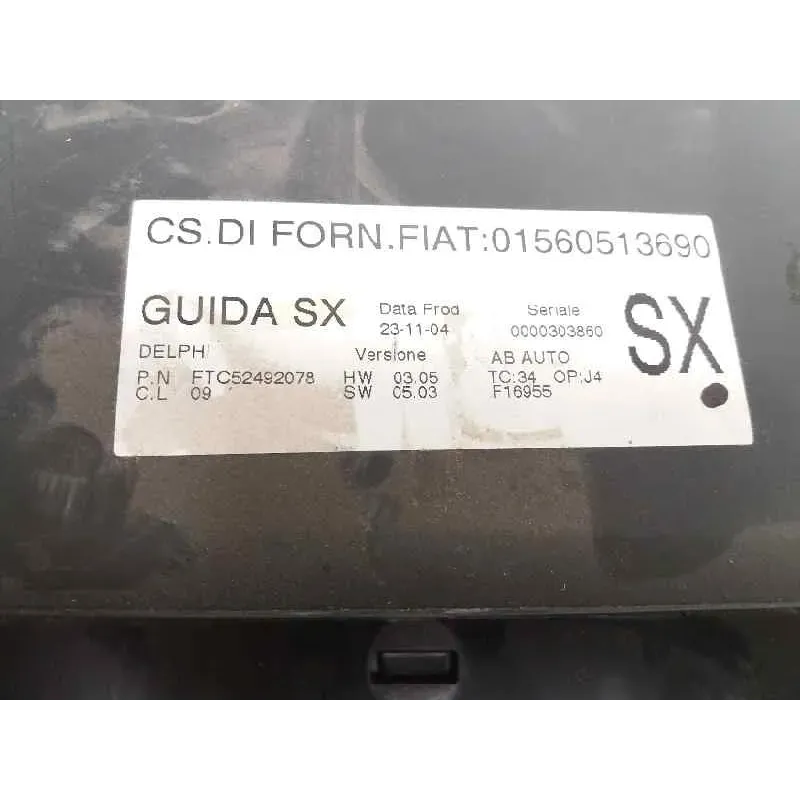 CS.DI FORN.FIAT:01560513690
GUIDA SX Data Prod Seriale SX
23-11-04 0000303860
DELPHI Versione AB AUTO
P.N FTC52492078 HW 03.05 TC:34 OP:J4
C.L 09 SW 05.03 F16955